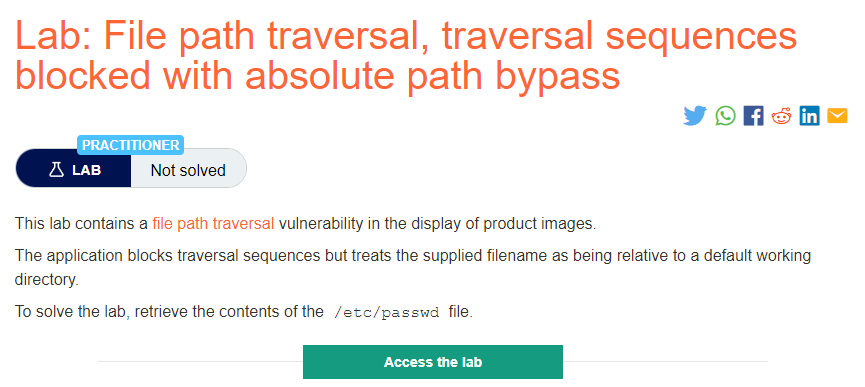 Lab: File path traversal, traversal sequences
blocked with absolute path bypass
PRACTITIONER
LAB Not solved
This lab contains a file path traversal vulnerability in the display of product images.
The application blocks traversal sequences but treats the supplied filename as being relative to a default working
directory.
To solve the lab, retrieve the contents of the /etc/passwd file.
Access the lab